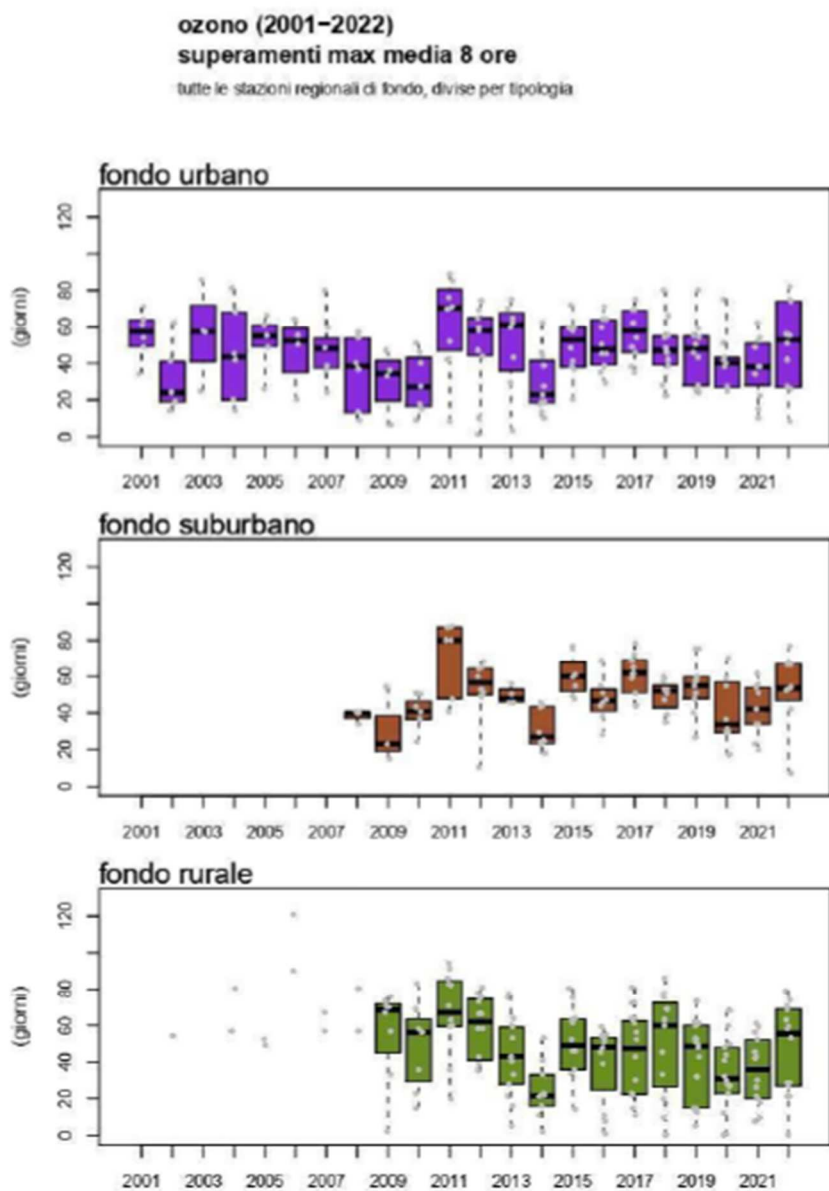 ozono (2001−2022)
superamenti max media 8 ore
tutte le stazioni regionali di fondo, divise per tipologia
fondo urbano
(giorni)
120
80
60
40
20
0
2001 2003 2005 2007 2009 2011 2013 2015 2017 2019 2021
fondo suburbano
(giorni)
120
80
60
40
20
0
2001 2003 2005 2007 2009 2011 2013 2015 2017 2019 2021
fondo rurale
(giorni)
120
80
60
40
20
0
2001 2003 2005 2007 2009 2011 2013 2015 2017 2019 2021